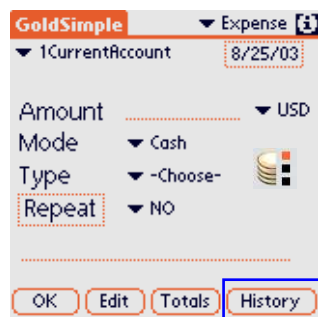 GoldSimple Expense i
1CurrentAccount 8/25/03
Amount USD
Mode Cash
Type -Choose-
Repeat NO
OK Edit Totals History